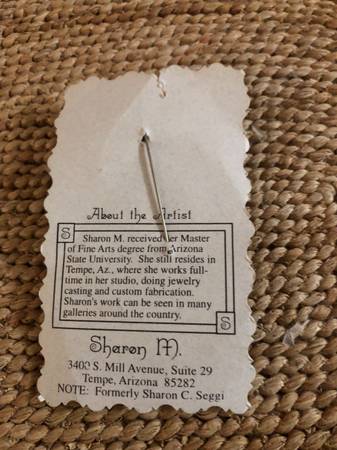 About the Artist
S
Sharon M. received her Master
of Fine Arts degree from Arizona
State University. She still resides in
Tempe, Az., where she works full-
time in her studio, doing jewelry
casting and custom fabrication.
Sharon's work can be seen in many
galleries around the country.
S
Sharon M.
3400 S. Mill Avenue, Suite 29
Tempe, Arizona 85282
NOTE: Formerly Sharon C. Seggi